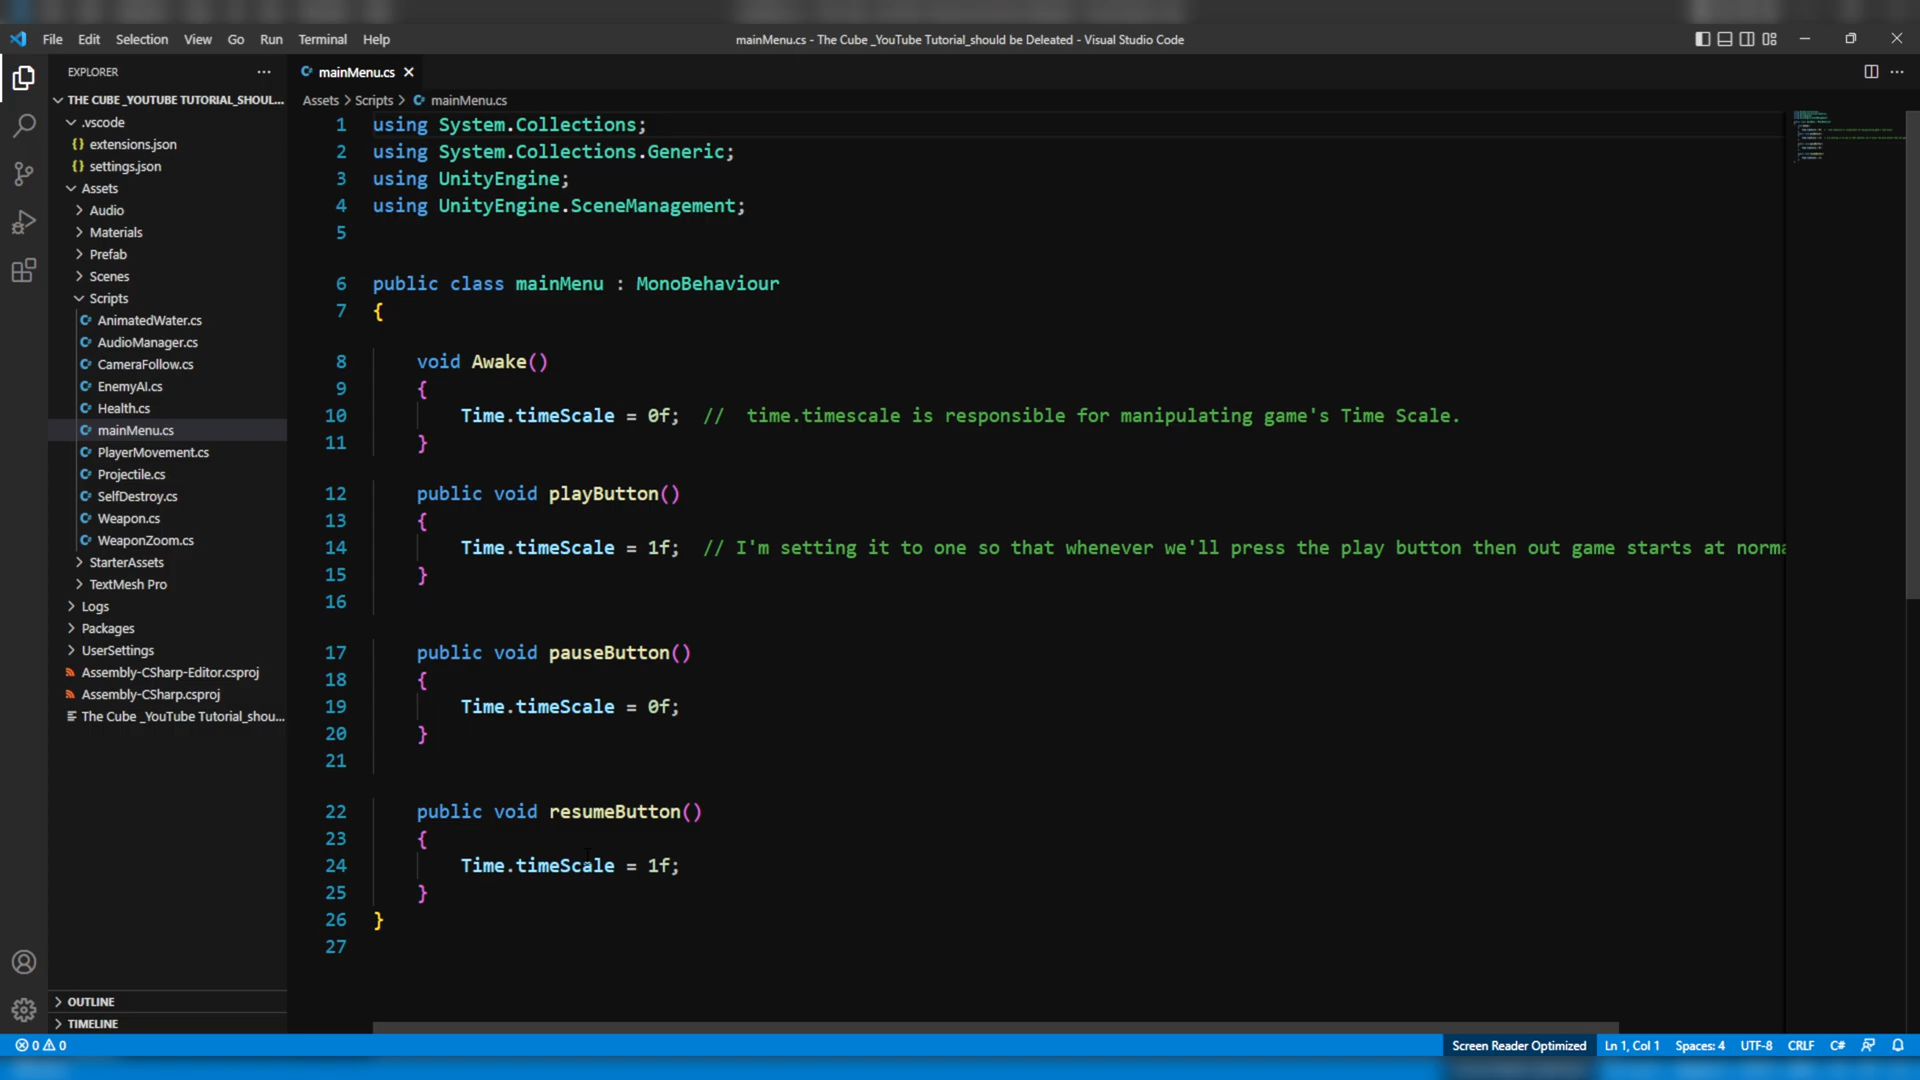 File Edit Selection View Go Run Terminal Help
mainMenu.cs - The Cube _YouTube Tutorial_should be Deleated - Visual Studio Code
EXPLORER
THE CUBE _YOUTUBE TUTORIAL_SHOUL...
.vscode
{} extensions.json
{} settings.json
Assets
Audio
Materials
Prefab
Scenes
Scripts
AnimatedWater.cs
AudioManager.cs
CameraFollow.cs
EnemyAI.cs
Health.cs
mainMenu.cs
PlayerMovement.cs
Projectile.cs
SelfDestroy.cs
Weapon.cs
WeaponZoom.cs
StarterAssets
TextMesh Pro
Logs
Packages
UserSettings
Assembly-CSharp-Editor.csproj
Assembly-CSharp.csproj
The Cube _YouTube Tutorial_shou...
OUTLINE
TIMELINE
mainMenu.cs
Assets > Scripts > mainMenu.cs
1 using System.Collections;
2 using System.Collections.Generic;
3 using UnityEngine;
4 using UnityEngine.SceneManagement;
5
6 public class mainMenu : MonoBehaviour
7 {
8 void Awake()
9 {
10 Time.timeScale = 0f; // time.timescale is responsible for manipulating game's Time Scale.
11 }
12 public void playButton()
13 {
14 Time.timeScale = 1f; // I'm setting it to one so that whenever we'll press the play button then out game starts at norma
15 }
16
17 public void pauseButton()
18 {
19 Time.timeScale = 0f;
20 }
21
22 public void resumeButton()
23 {
24 Time.timeScale = 1f;
25 }
26 }
27
0 0 Screen Reader Optimized Ln 1, Col 1 Spaces: 4 UTF-8 CRLF C#